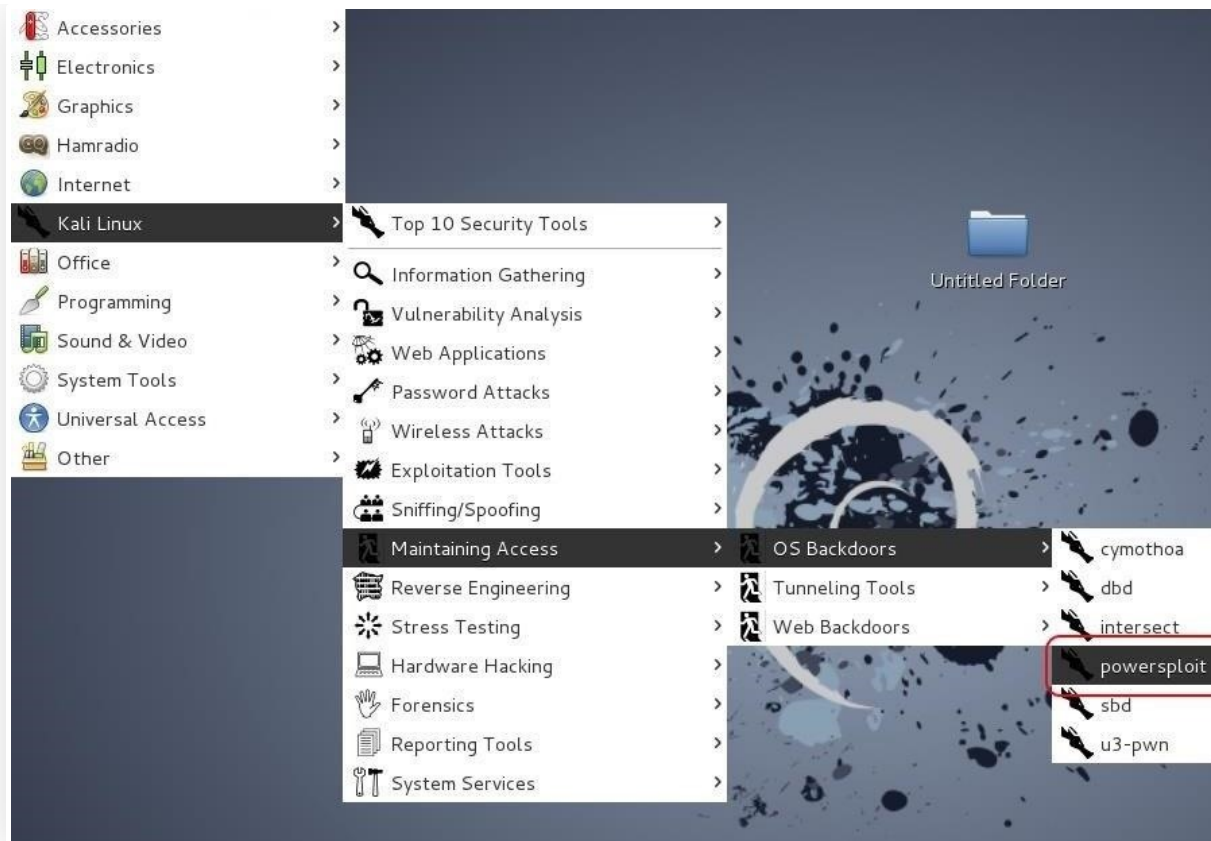 Accessories
Electronics
Graphics
Hamradio
Internet
Kali Linux
Office
Programming
Sound & Video
System Tools
Universal Access
Other
Top 10 Security Tools
Information Gathering
Vulnerability Analysis
Web Applications
Password Attacks
Wireless Attacks
Exploitation Tools
Sniffing/Spoofing
Maintaining Access
Reverse Engineering
Stress Testing
Hardware Hacking
Forensics
Reporting Tools
System Services
OS Backdoors
Tunneling Tools
Web Backdoors
cymothoa
dbd
intersect
powersploit
sbd
u3-pwn
Untitled Folder